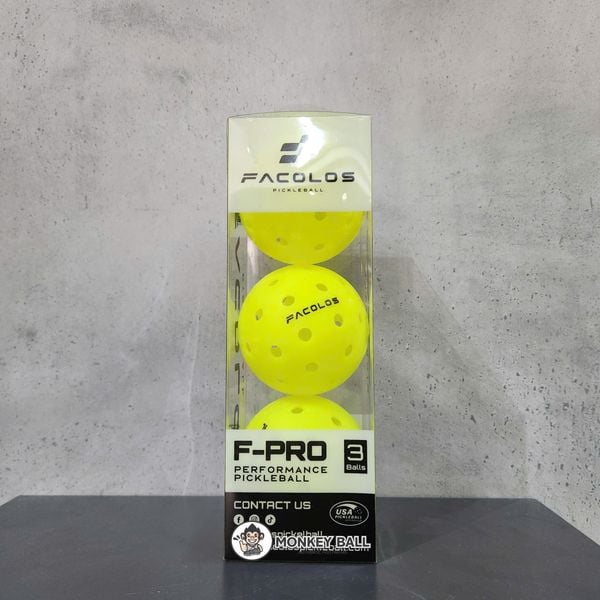 FACOLOS
PICKLEBALL
FACOLOS
F-PRO
3
Balls
PERFORMANCE
PICKLEBALL
CONTACT US
USA
PICKLEBALL
MONKEY BALL